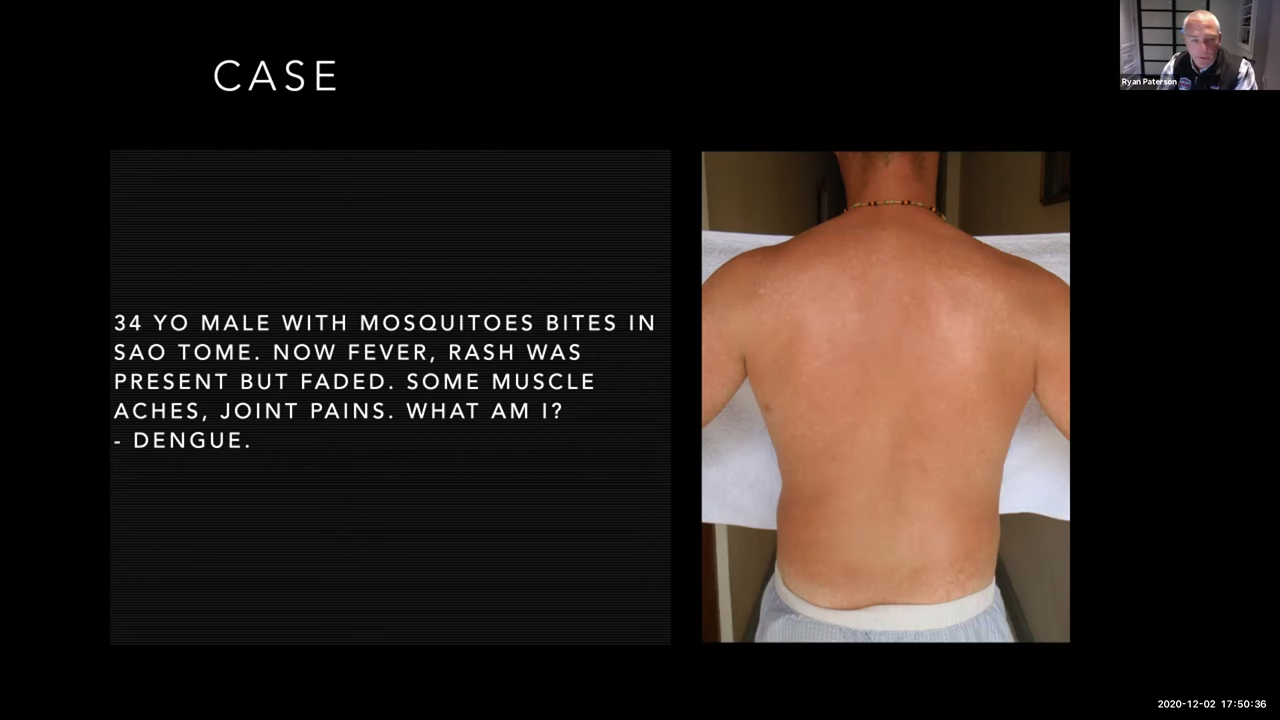 CASE
Ryan Paterson
34 YO MALE WITH MOSQUITOES BITES IN
SAO TOME. NOW FEVER, RASH WAS
PRESENT BUT FADED. SOME MUSCLE
ACHES, JOINT PAINS. WHAT AM I?
- DENGUE.
2020-12-02 17:50:36